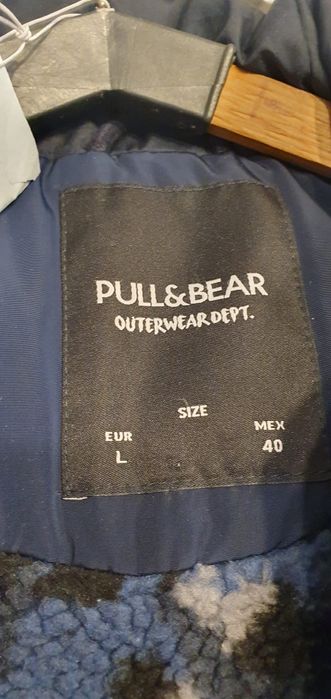 PULL&BEAR
OUTERWEAR DEPT.
SIZE
EUR MEX
L 40